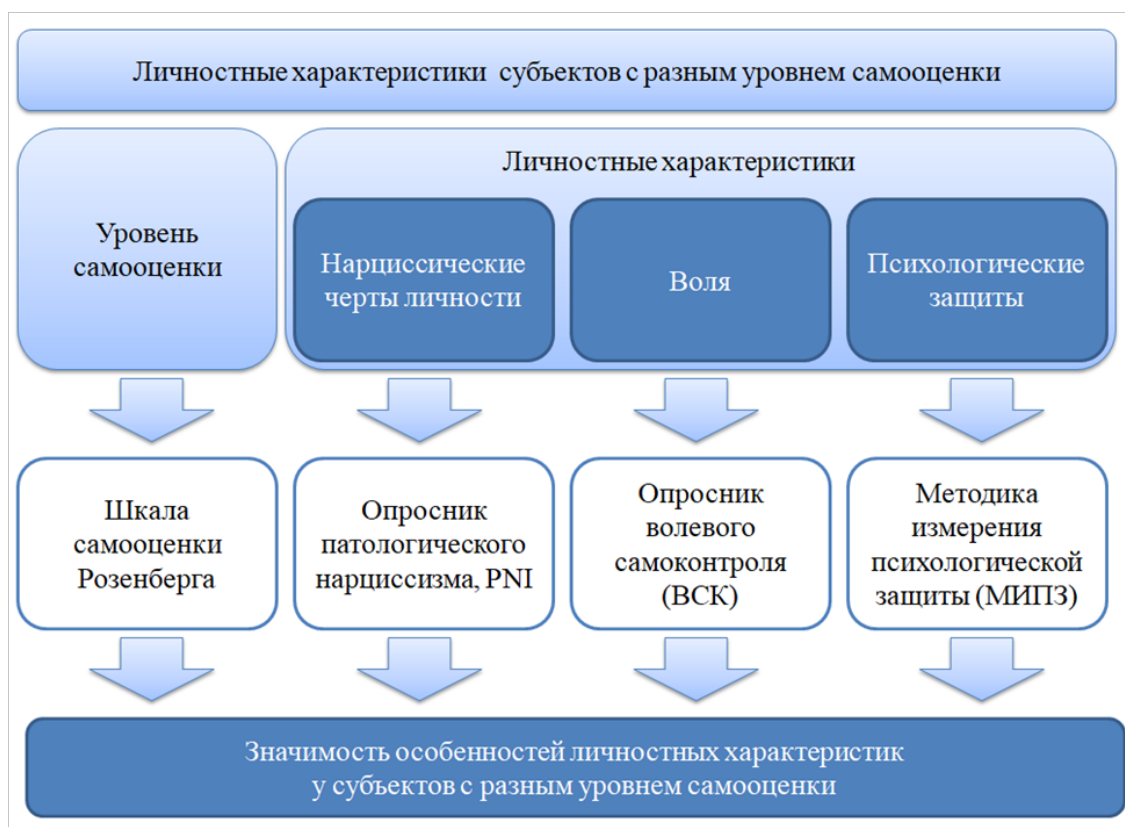 Личностные характеристики субъектов с разным уровнем самооценки
Уровень
самооценки
Личностные характеристики
Нарциссические
черты личности
Воля
Психологические
защиты
Шкала
самооценки
Розенберга
Опросник
патологического
нарциссизма, PNI
Опросник
волевого
самоконтроля
(ВСК)
Методика
измерения
психологической
защиты (МИПЗ)
Значимость особенностей личностных характеристик
у субъектов с разным уровнем самооценки